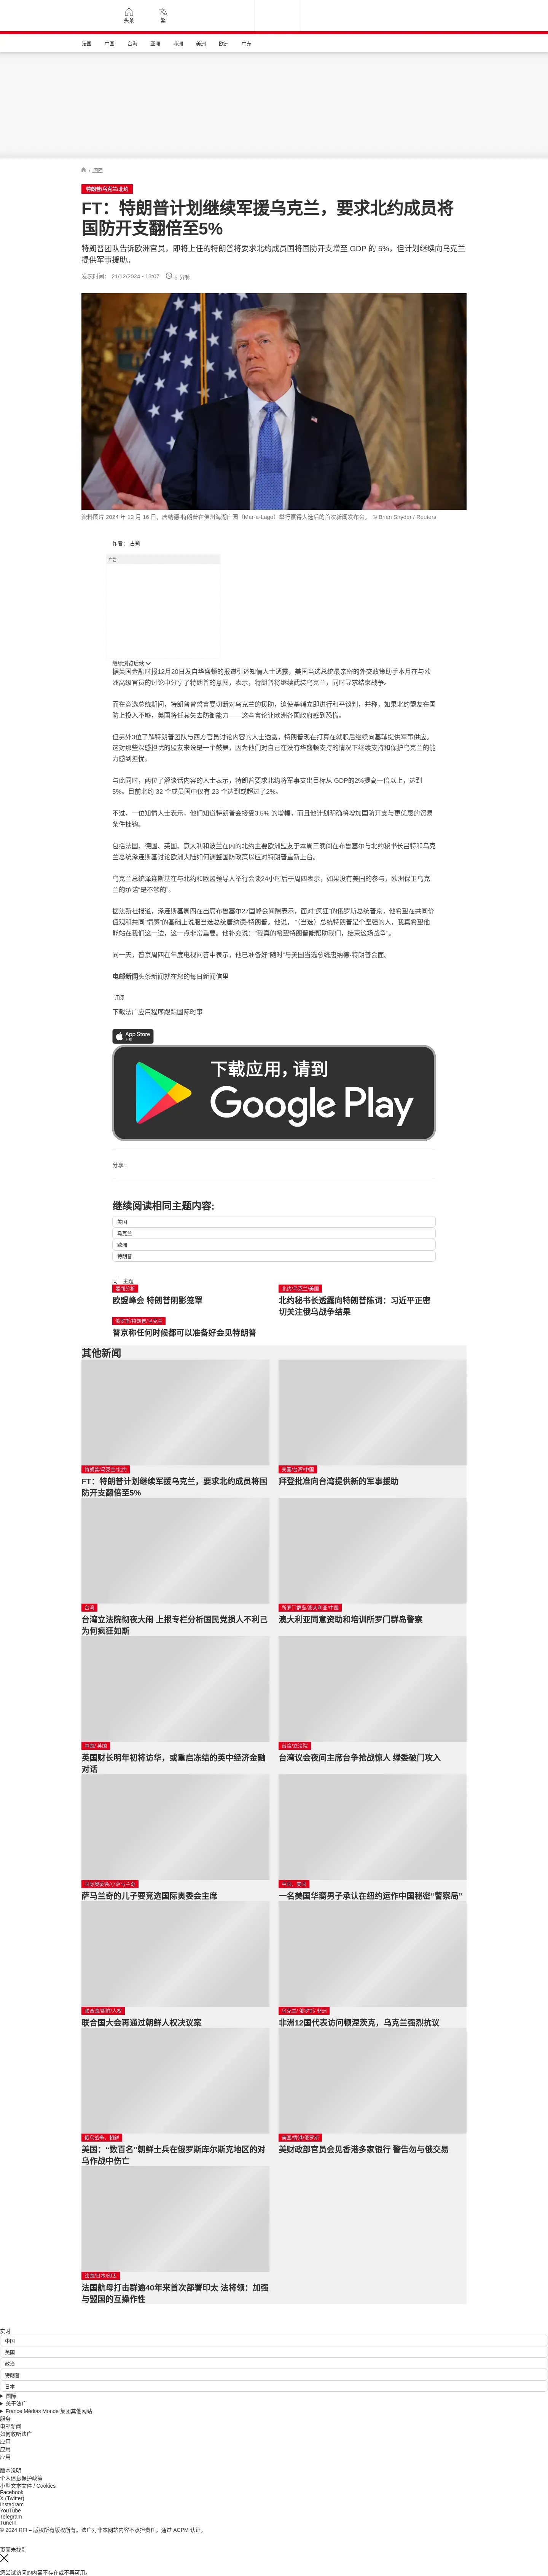 头条
繁
法国
中国
台海
亚洲
非洲
美洲
欧洲
中东
/ 国际
特朗普/乌克兰/北约
FT：特朗普计划继续军援乌克兰，要求北约成员将
国防开支翻倍至5%
特朗普团队告诉欧洲官员，即将上任的特朗普将要求北约成员国将国防开支增至 GDP 的 5%，但计划继续向乌克兰
提供军事援助。
发表时间： 21/12/2024 - 13:07
5 分钟
资料图片 2024 年 12 月 16 日，唐纳德-特朗普在佛州海湖庄园（Mar-a-Lago）举行赢得大选后的首次新闻发布会。 © Brian Snyder / Reuters
作者： 古莉
广告
继续浏览后续
据英国金融时报12月20日发自华盛顿的报道引述知情人士透露，美国当选总统最亲密的外交政策助手本月在与欧
洲高级官员的讨论中分享了特朗普的意图，表示，特朗普将继续武装乌克兰，同时寻求结束战争。
而在竞选总统期间，特朗普曾誓言要切断对乌克兰的援助，迫使基辅立即进行和平谈判，并称，如果北约盟友在国
防上投入不够，美国将任其失去防御能力——这些言论让欧洲各国政府感到恐慌。
但另外3位了解特朗普团队与西方官员讨论内容的人士透露，特朗普现在打算在就职后继续向基辅提供军事供应。
这对那些深感担忧的盟友来说是一个鼓舞，因为他们对自己在没有华盛顿支持的情况下继续支持和保护乌克兰的能
力感到担忧。
与此同时，两位了解谈话内容的人士表示，特朗普要求北约将军事支出目标从 GDP的2%提高一倍以上，达到
5%。目前北约 32 个成员国中仅有 23 个达到或超过了2%。
不过，一位知情人士表示，他们知道特朗普会接受3.5% 的增幅，而且他计划明确将增加国防开支与更优惠的贸易
条件挂钩。
包括法国、德国、英国、意大利和波兰在内的北约主要欧洲盟友于本周三晚间在布鲁塞尔与北约秘书长吕特和乌克
兰总统泽连斯基讨论欧洲大陆如何调整国防政策以应对特朗普重新上台。
乌克兰总统泽连斯基在与北约和欧盟领导人举行会谈24小时后于周四表示，如果没有美国的参与，欧洲保卫乌克
兰的承诺“是不够的”。
据法新社报道，泽连斯基周四在出席布鲁塞尔27国峰会间隙表示，面对“疯狂”的俄罗斯总统普京，他希望在共同价
值观和共同“情感”的基础上说服当选总统唐纳德-特朗普。他说，“（当选）总统特朗普是个坚强的人，我真希望他
能站在我们这一边，这一点非常重要。他补充说：“我真的希望特朗普能帮助我们，结束这场战争”。
同一天，普京周四在年度电视问答中表示，他已准备好“随时”与美国当选总统唐纳德-特朗普会面。
电邮新闻头条新闻就在您的每日新闻信里
订阅
下载法广应用程序跟踪国际时事
App Store
下载
下载应用，请到
Google Play
分享 :
继续阅读相同主题内容:
美国
乌克兰
欧洲
特朗普
同一主题
要闻分析
欧盟峰会 特朗普阴影笼罩
北约/乌克兰/美国
北约秘书长透露向特朗普陈词：习近平正密
切关注俄乌战争结果
俄罗斯/特朗普/乌克兰
普京称任何时候都可以准备好会见特朗普
其他新闻
特朗普/乌克兰/北约
FT：特朗普计划继续军援乌克兰，要求北约成员将国
防开支翻倍至5%
美国/台湾/中国
拜登批准向台湾提供新的军事援助
台湾
台湾立法院彻夜大闹 上报专栏分析国民党损人不利己
为何疯狂如斯
所罗门群岛/澳大利亚/中国
澳大利亚同意资助和培训所罗门群岛警察
中国/ 英国
英国财长明年初将访华，或重启冻结的英中经济金融
对话
台湾/立法院
台湾议会夜间主席台争抢战惊人 绿委破门攻入
国际奥委会/小萨马兰奇
萨马兰奇的儿子要竞选国际奥委会主席
中国、美国
一名美国华裔男子承认在纽约运作中国秘密“警察局”
联合国/朝鲜/人权
联合国大会再通过朝鲜人权决议案
乌克兰/ 俄罗斯/ 非洲
非洲12国代表访问顿涅茨克，乌克兰强烈抗议
俄乌战争，朝鲜
美国：“数百名”朝鲜士兵在俄罗斯库尔斯克地区的对
乌作战中伤亡
美国/香港/俄罗斯
美财政部官员会见香港多家银行 警告勿与俄交易
法国/日本/印太
法国航母打击群逾40年来首次部署印太 法将领：加强
与盟国的互操作性
实时
中国
美国
政治
特朗普
日本
国际
关于法广
France Médias Monde 集团其他网站
服务
电邮新闻
如何收听法广
应用
应用
应用
版本说明
个人信息保护政策
小型文本文件 / Cookies
Facebook
X (Twitter)
Instagram
YouTube
Telegram
TuneIn
© 2024 RFI – 版权所有版权所有。法广对非本网站内容不承担责任。通过 ACPM 认证。
页面未找到
您尝试访问的内容不存在或不再可用。